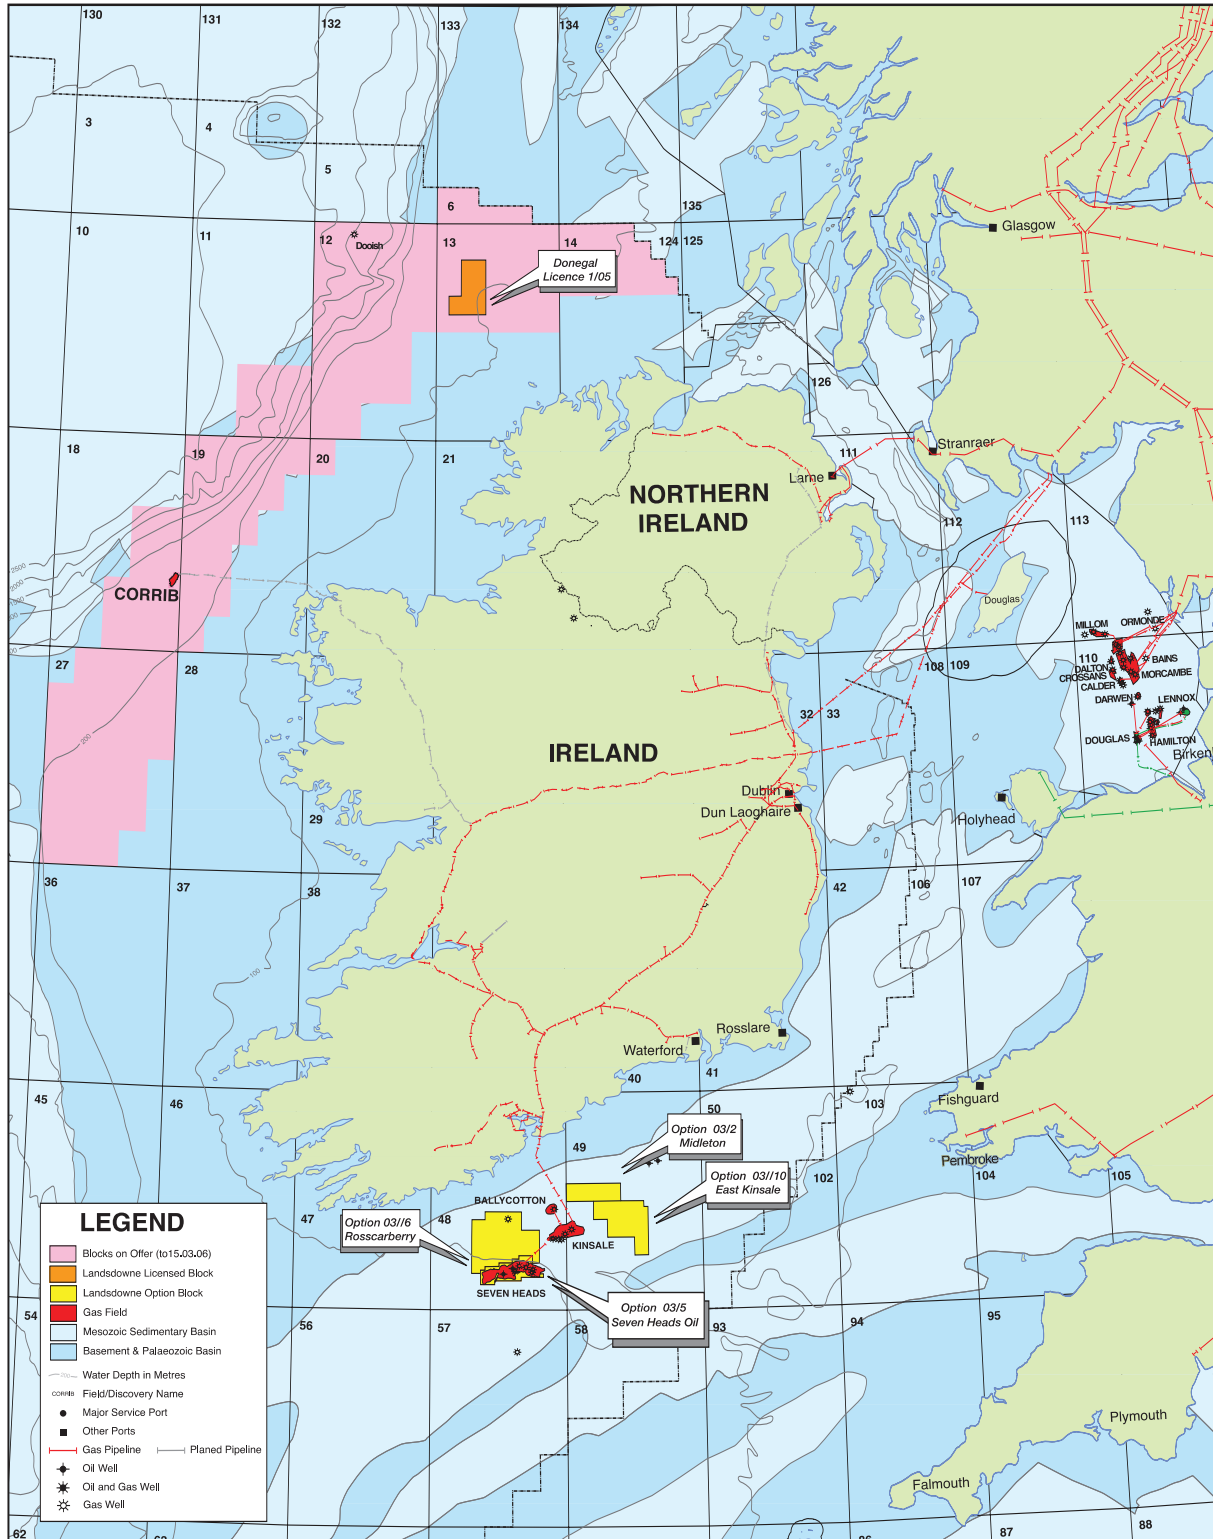 130
131
132
133
134
3
4
5
6
135
10
11
12
Dooish
13
14
124
125
Glasgow
Donegal
Licence 1/05
126
18
19
20
21
111
Stranraer
Larne
NORTHERN
IRELAND
112
113
2500
2000
CORRIB
Douglas
MILLOM
ORMONDE
27
28
108
109
110
BAINS
DALTON
CROSSANS
MORCAMBE
CALDER
DARWEN
LENNOX
200
32
33
IRELAND
DOUGLAS
HAMILTON
Birken
Dublin
Dun Laoghaire
Holyhead
29
36
37
38
42
106
107
100
Rosslare
Waterford
40
41
45
46
50
103
Fishguard
Option 03/2
Midleton
49
Pembroke
104
105
102
Option 03//10
East Kinsale
BALLYCOTTON
47
48
Option 03//6
Rosscarberry
KINSALE
SEVEN HEADS
Option 03/5
Seven Heads Oil
54
56
57
58
93
94
95
Plymouth
Falmouth
62
87
88
LEGEND
Blocks on Offer (to15.03.06)
Landsdowne Licensed Block
Landsdowne Option Block
Gas Field
Mesozoic Sedimentary Basin
Basement & Palaeozoic Basin
200
Water Depth in Metres
CORRIB
Field/Discovery Name
Major Service Port
Other Ports
Gas Pipeline
Planed Pipeline
Oil Well
Oil and Gas Well
Gas Well